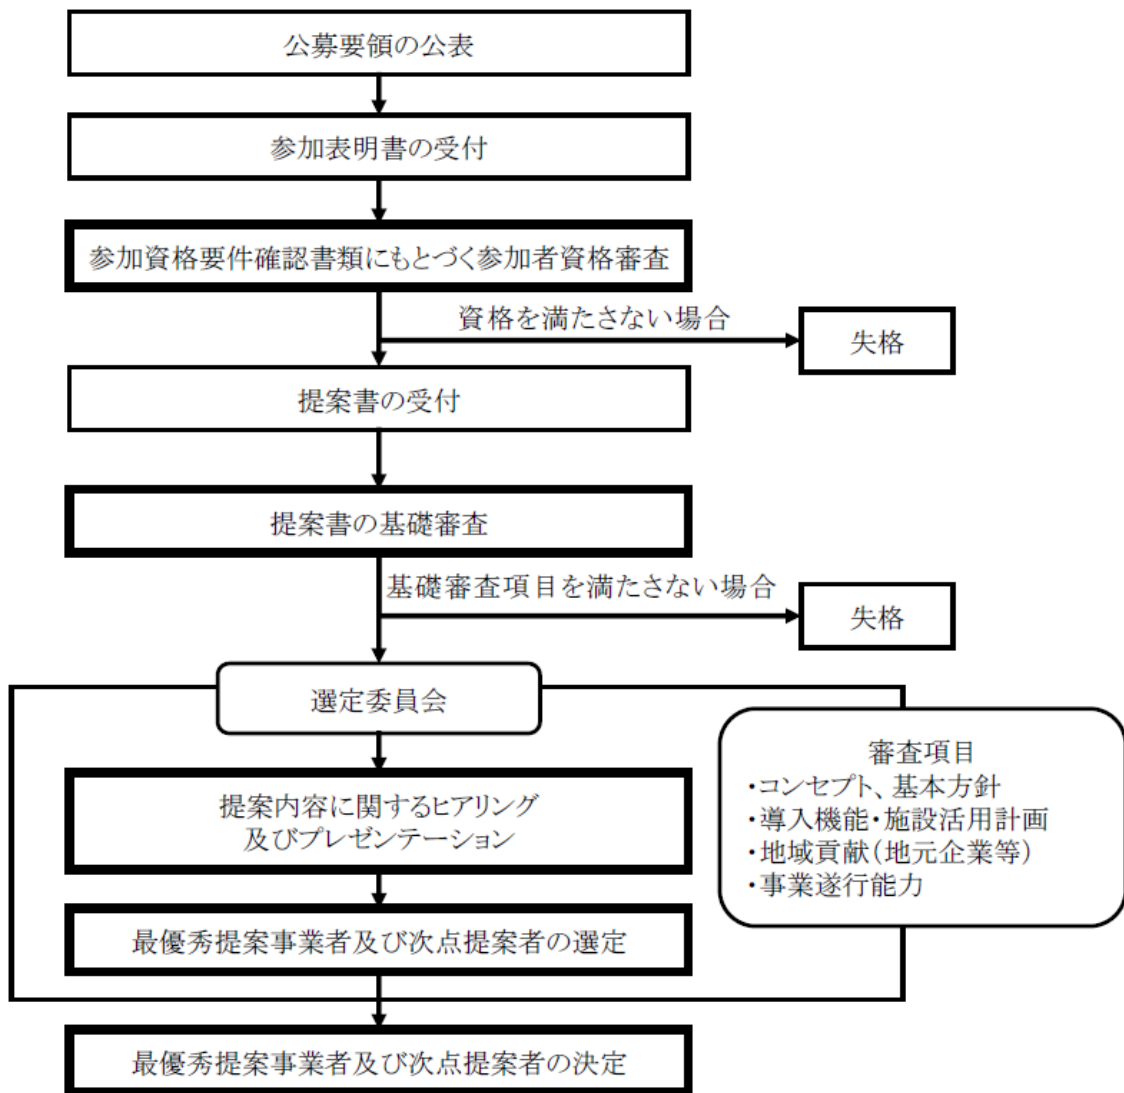 公募要領の公表
参加表明書の受付
参加資格要件確認書類にもとづく参加者資格審査
資格を満たさない場合
失格
提案書の受付
提案書の基礎審査
基礎審査項目を満たさない場合
失格
選定委員会
審査項目
・コンセプト、基本方針
・導入機能・施設活用計画
・地域貢献(地元企業等)
・事業遂行能力
提案内容に関するヒアリング
及びプレゼンテーション
最優秀提案事業者及び次点提案者の選定
最優秀提案事業者及び次点提案者の決定